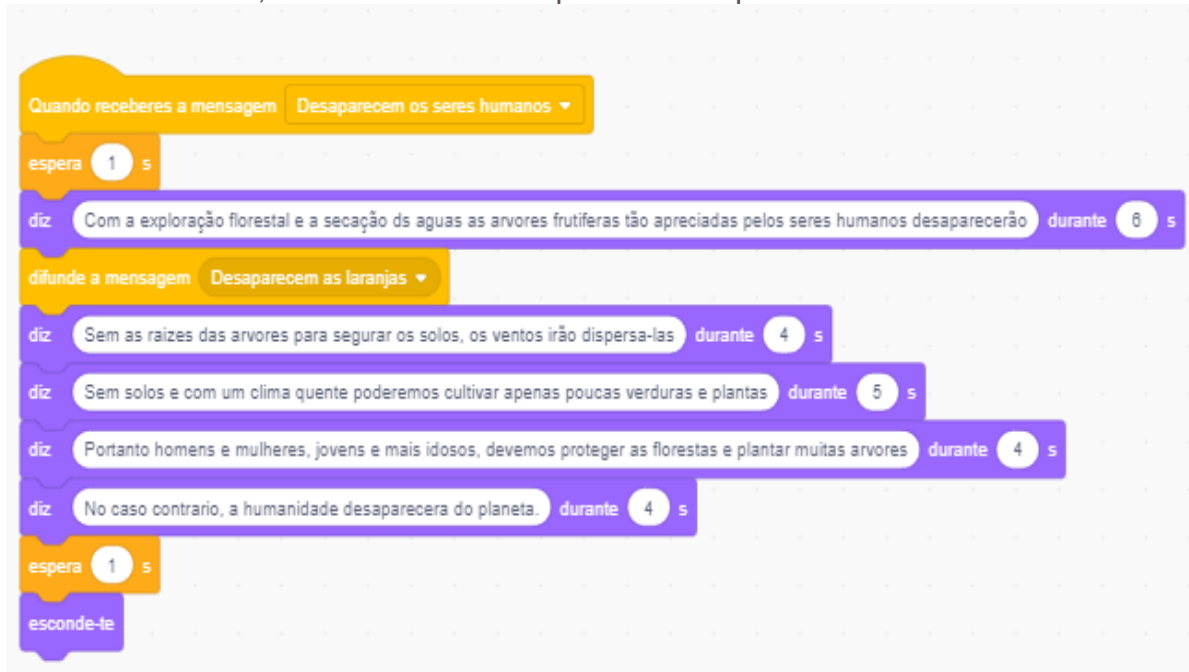 Quando receberes a mensagem Desaparecem os seres humanos
espera 1 s
diz Com a exploração florestal e a secação ds aguas as arvores frutiferas tão apreciadas pelos seres humanos desaparecerão durante 6 s
difunde a mensagem Desaparecem as laranjas
diz Sem as raizes das arvores para segurar os solos, os ventos irão dispersa-las durante 4 s
diz Sem solos e com um clima quente poderemos cultivar apenas poucas verduras e plantas durante 5 s
diz Portanto homens e mulheres, jovens e mais idosos, devemos proteger as florestas e plantar muitas arvores durante 4 s
diz No caso contrario, a humanidade desaparecera do planeta. durante 4 s
espera 1 s
esconde-te